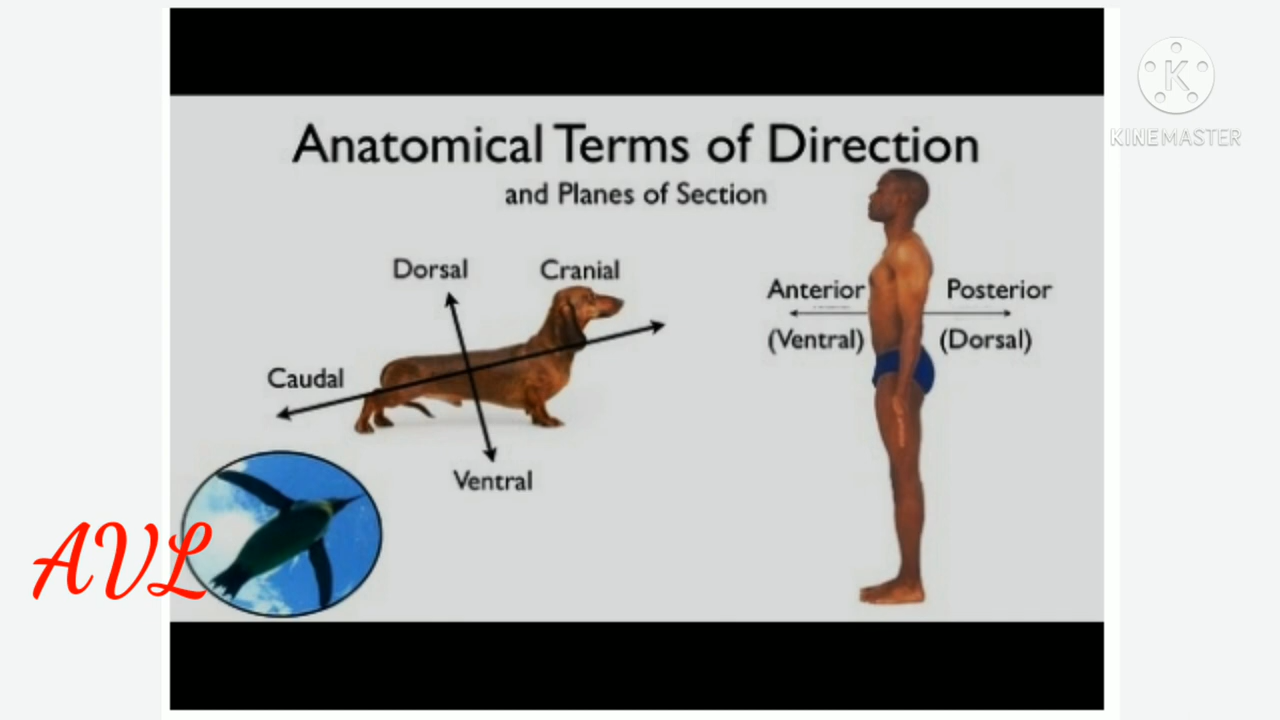 KINEMASTER
Anatomical Terms of Direction
and Planes of Section
Dorsal
Cranial
Caudal
Ventral
Anterior
Posterior
(Ventral)
(Dorsal)
AVL